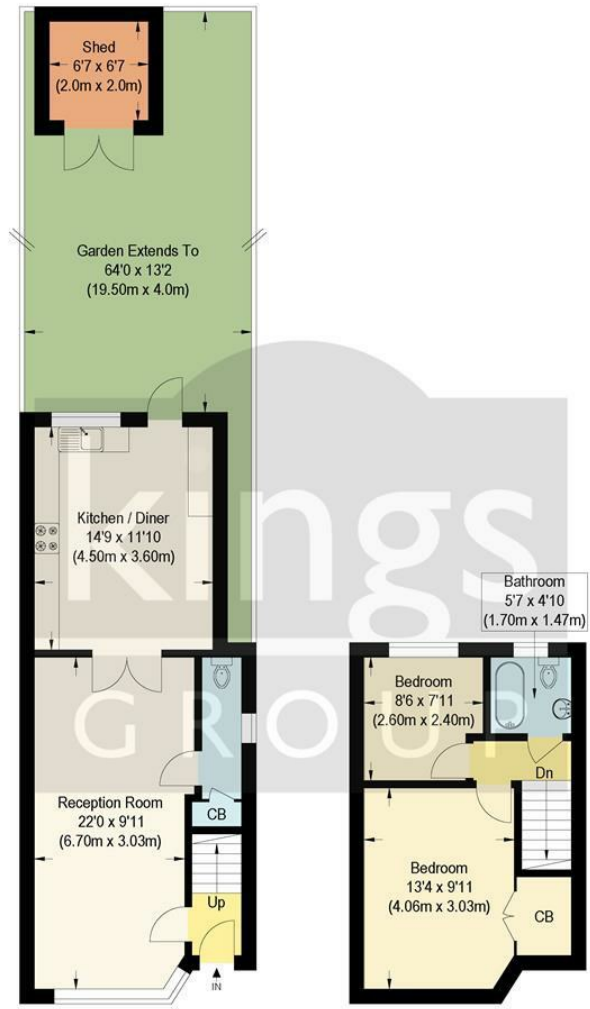 Shed
6'7 x 6'7
(2.0m x 2.0m)
Garden Extends To
64'0 x 13'2
(19.50m x 4.0m)
kings
GROUP
Kitchen / Diner
14'9 x 11'10
(4.50m x 3.60m)
Reception Room
22'0 x 9'11
(6.70m x 3.03m)
CB
Up
IN
Bathroom
5'7 x 4'10
(1.70m x 1.47m)
Bedroom
8'6 x 7'11
(2.60m x 2.40m)
Dn
Bedroom
13'4 x 9'11
(4.06m x 3.03m)
CB